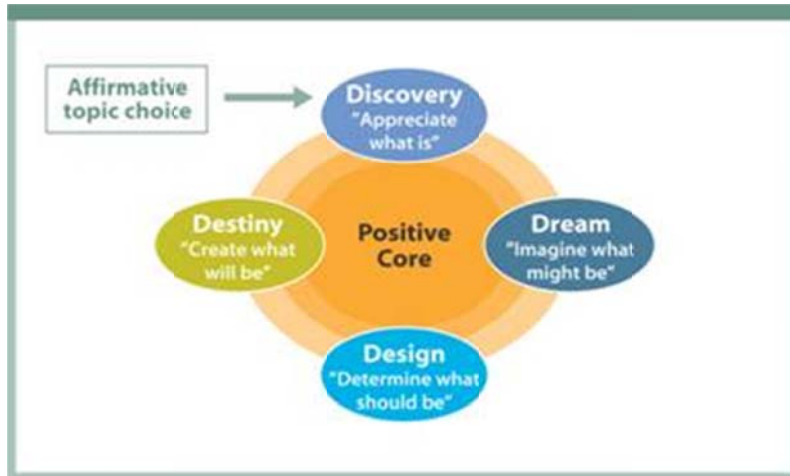 Affirmative
topic choice
Discovery
"Appreciate
what is"
Destiny
"Create what
will be"
Positive
Core
Dream
"Imagine what
might be"
Design
"Determine what
should be"